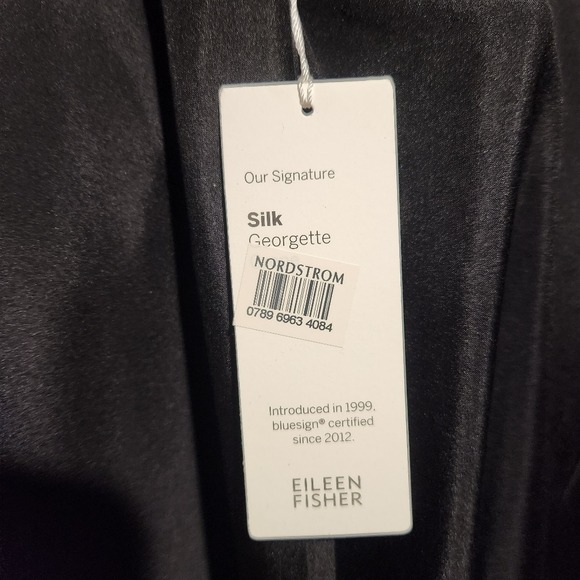 Our Signature
Silk
Georgette
NORDSTROM
0789 6963 4084
Introduced in 1999.
bluesign® certified
since 2012.
EILEEN
FISHER